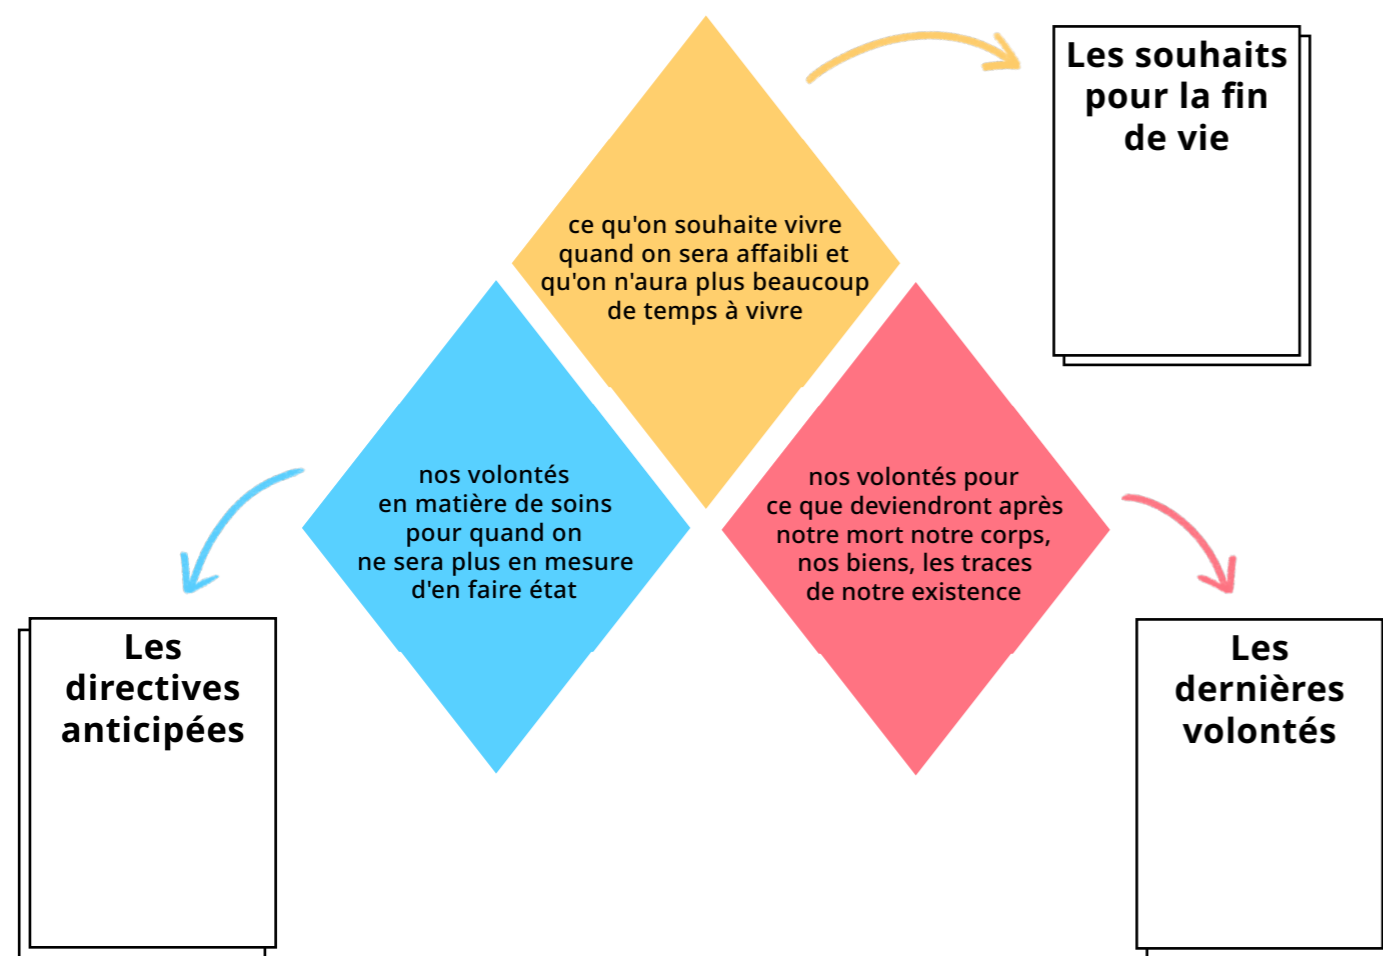 Les souhaits
pour la fin
de vie
ce qu'on souhaite vivre
quand on sera affaibli et
qu'on n'aura plus beaucoup
de temps à vivre
nos volontés
en matière de soins
pour quand on
ne sera plus en mesure
d'en faire état
nos volontés pour
ce que deviendront après
notre mort notre corps,
nos biens, les traces
de notre existence
Les
directives
anticipées
Les
dernières
volontés